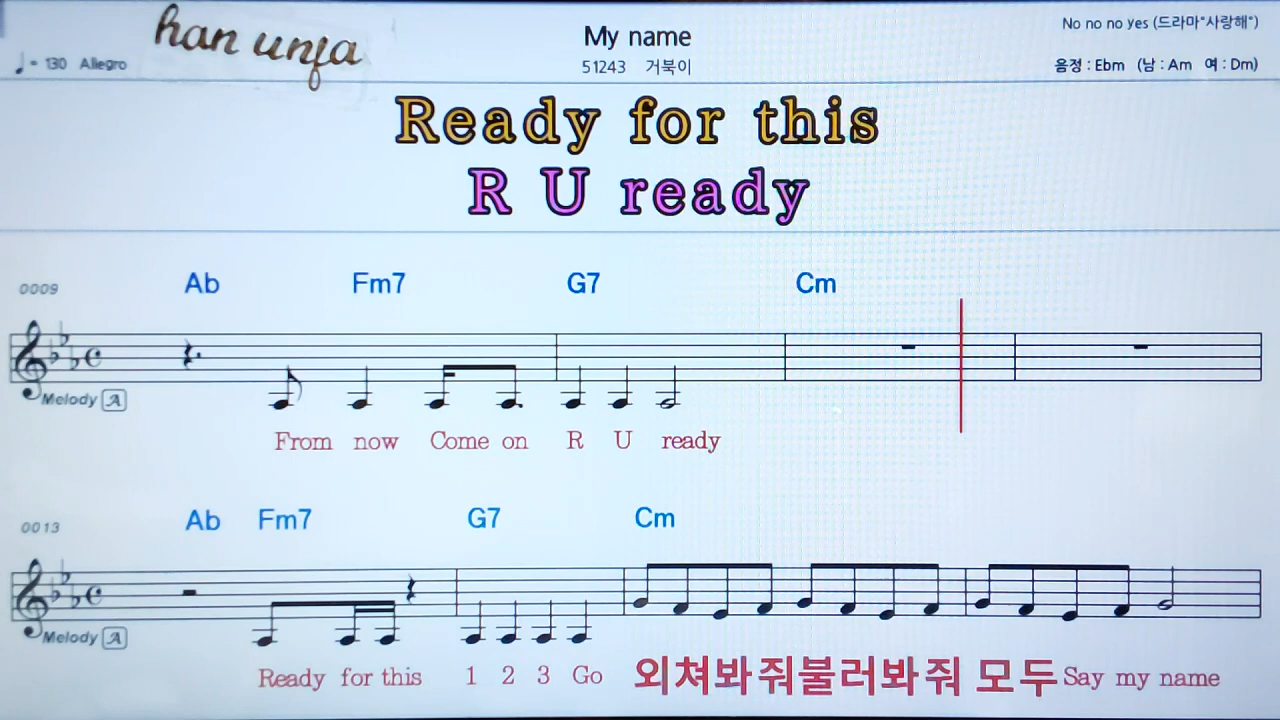 han unfa
My name
No no no yes (드라마"사랑해")
♩= 130 Allegro
51243 거북이
음정 : Ebm (남 : Am 여 : Dm)
Ready for this
R U ready
0009
Ab Fm7 G7 Cm
Melody A
From now Come on R U ready
0013
Ab Fm7 G7 Cm
Melody A
Ready for this 1 2 3 Go 외쳐봐줘불러봐줘 모두 Say my name